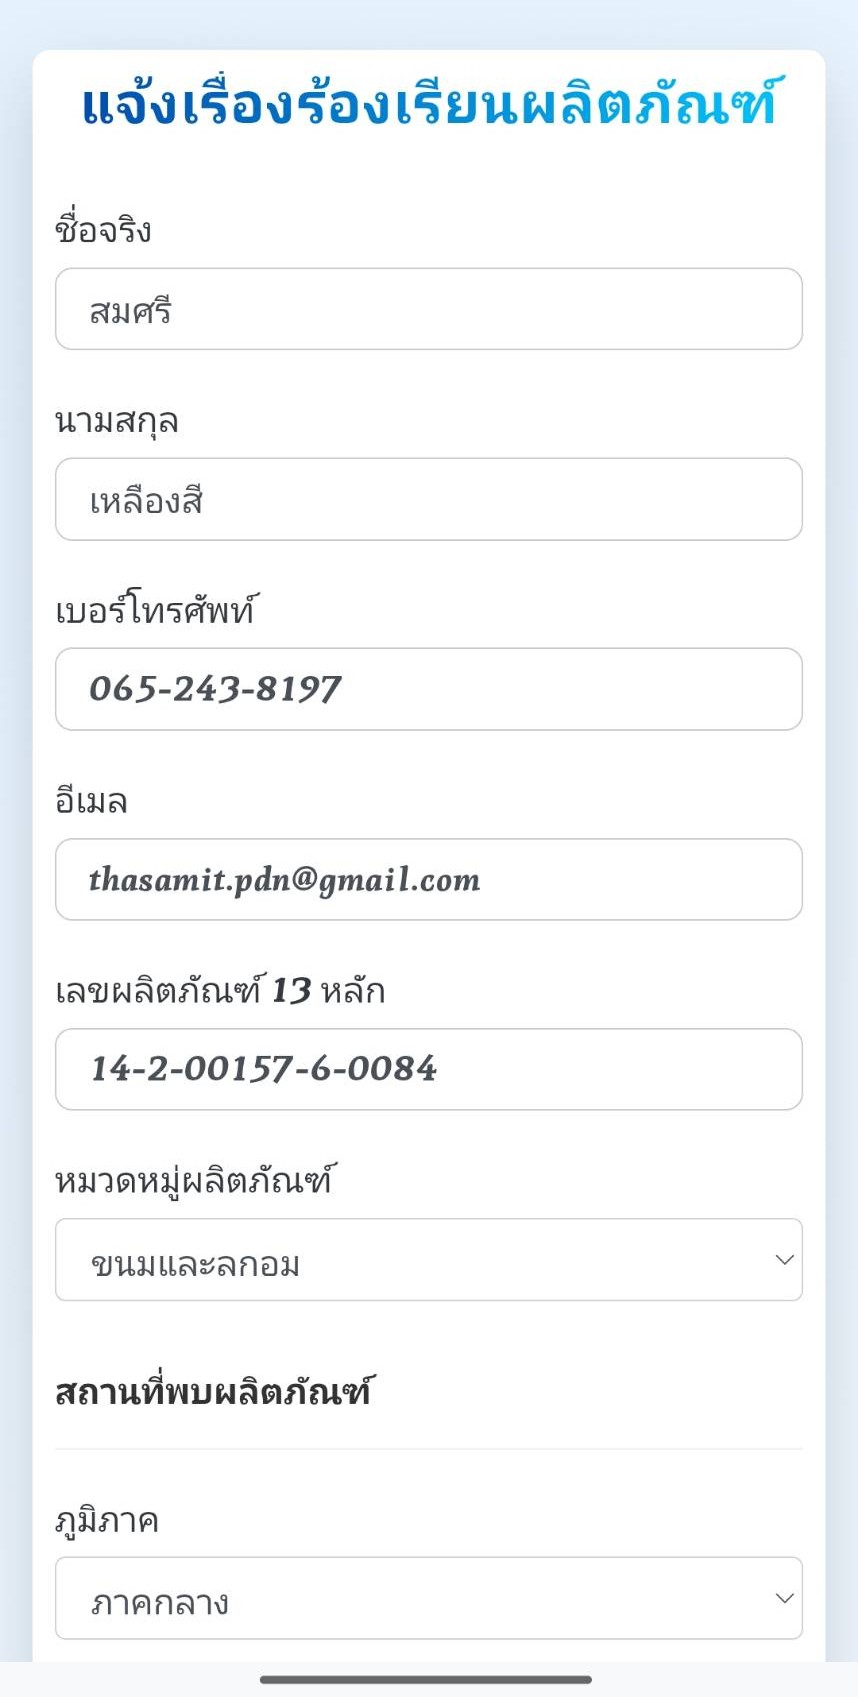 แจ้งเรื่องร้องเรียนผลิตภัณฑ์
ชื่อจริง
สมศรี
นามสกุล
เหลืองสี
เบอร์โทรศัพท์
065-243-8197
อีเมล
thasamit.pdn@gmail.com
เลขผลิตภัณฑ์ 13 หลัก
14-2-00157-6-0084
หมวดหมู่ผลิตภัณฑ์
ขนมและลกอม
สถานที่พบผลิตภัณฑ์
ภูมิภาค
ภาคกลาง